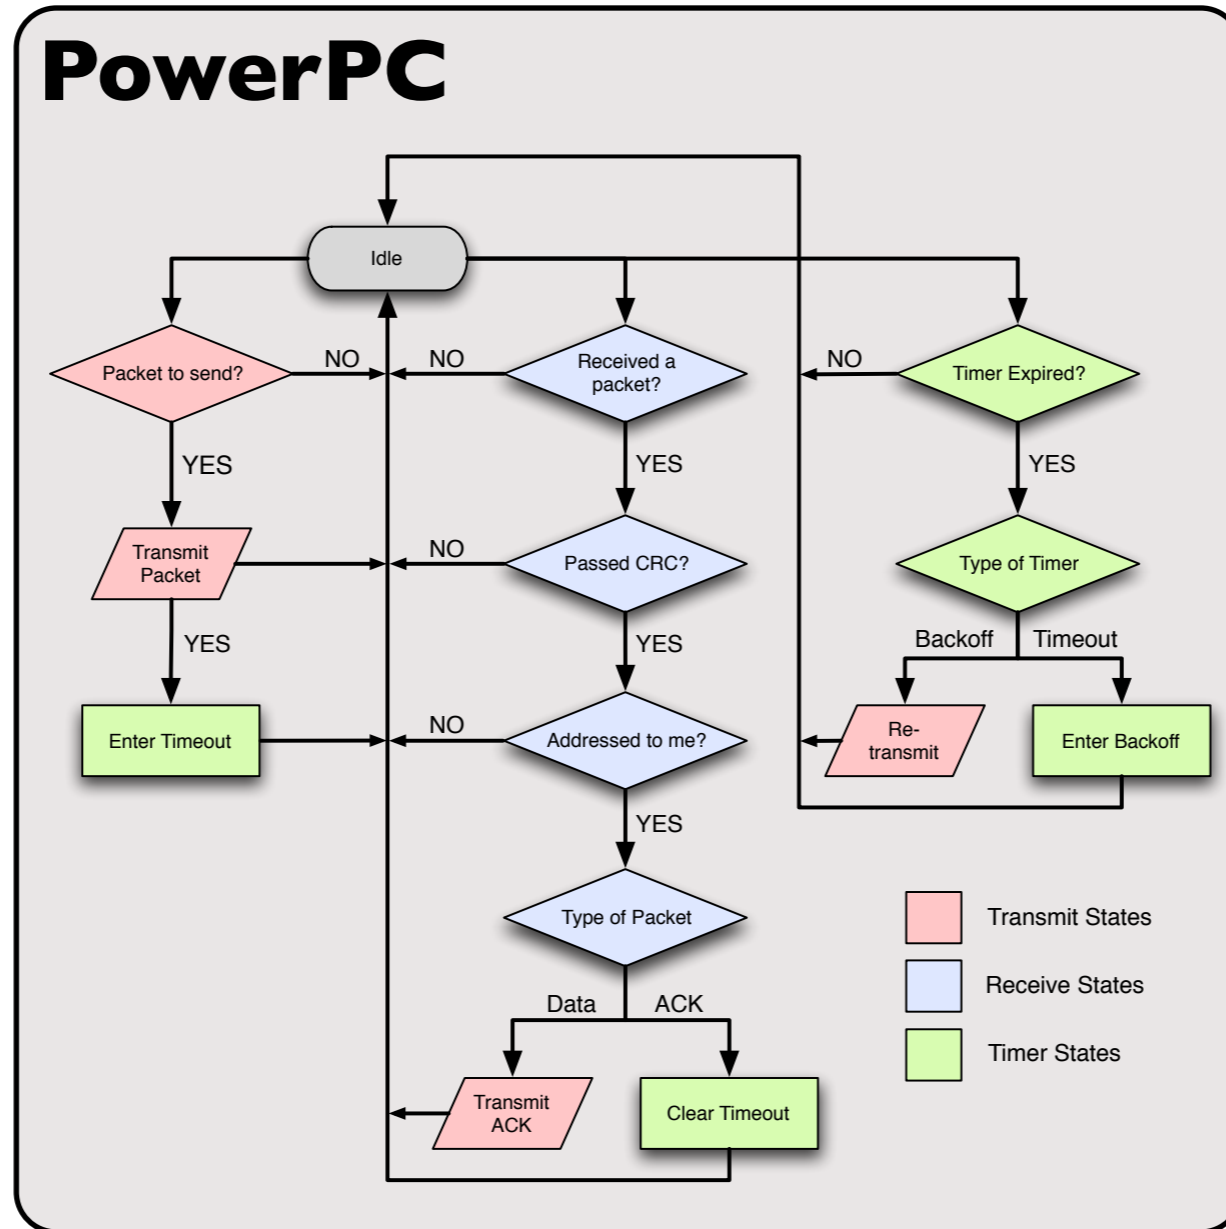 PowerPC
Idle
Packet to send?
NO
NO
Received a
packet?
NO
Timer Expired?
YES
YES
YES
Transmit
Packet
NO
Passed CRC?
Type of Timer
YES
YES
Backoff
Timeout
Enter Timeout
NO
Addressed to me?
Re-
transmit
Enter Backoff
YES
Type of Packet
Transmit States
Receive States
Data
ACK
Timer States
Transmit
ACK
Clear Timeout